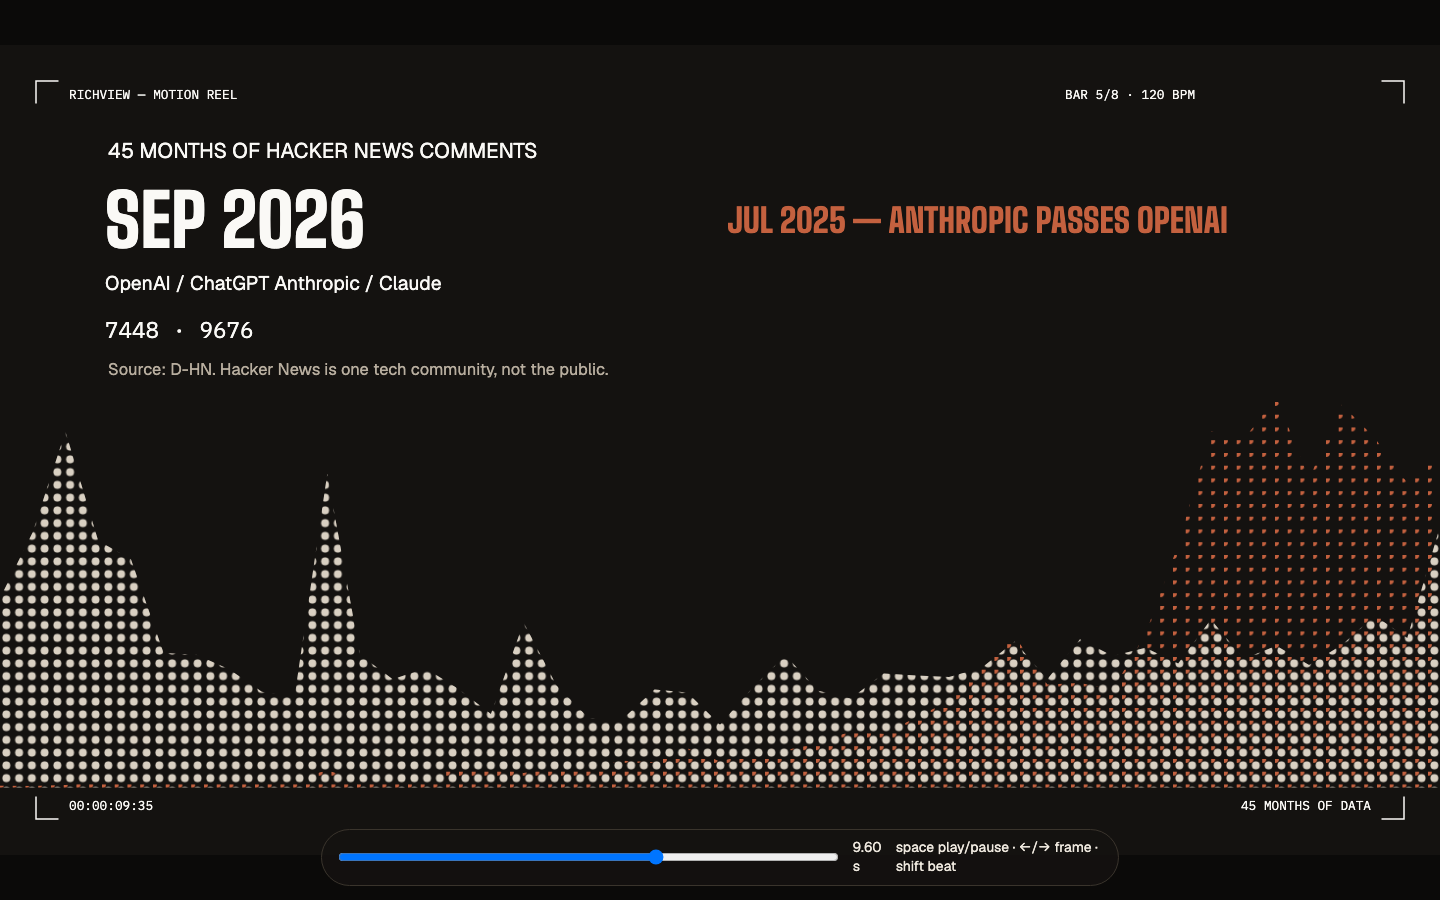 RICHVIEW — MOTION REEL
BAR 5/8 · 120 BPM
45 MONTHS OF HACKER NEWS COMMENTS
SEP 2026
JUL 2025 — ANTHROPIC PASSES OPENAI
OpenAI / ChatGPT Anthropic / Claude
7448 · 9676
Source: D-HN. Hacker News is one tech community, not the public.
00:00:09:35
45 MONTHS OF DATA
9.60
s
space play/pause · ←/→ frame ·
shift beat